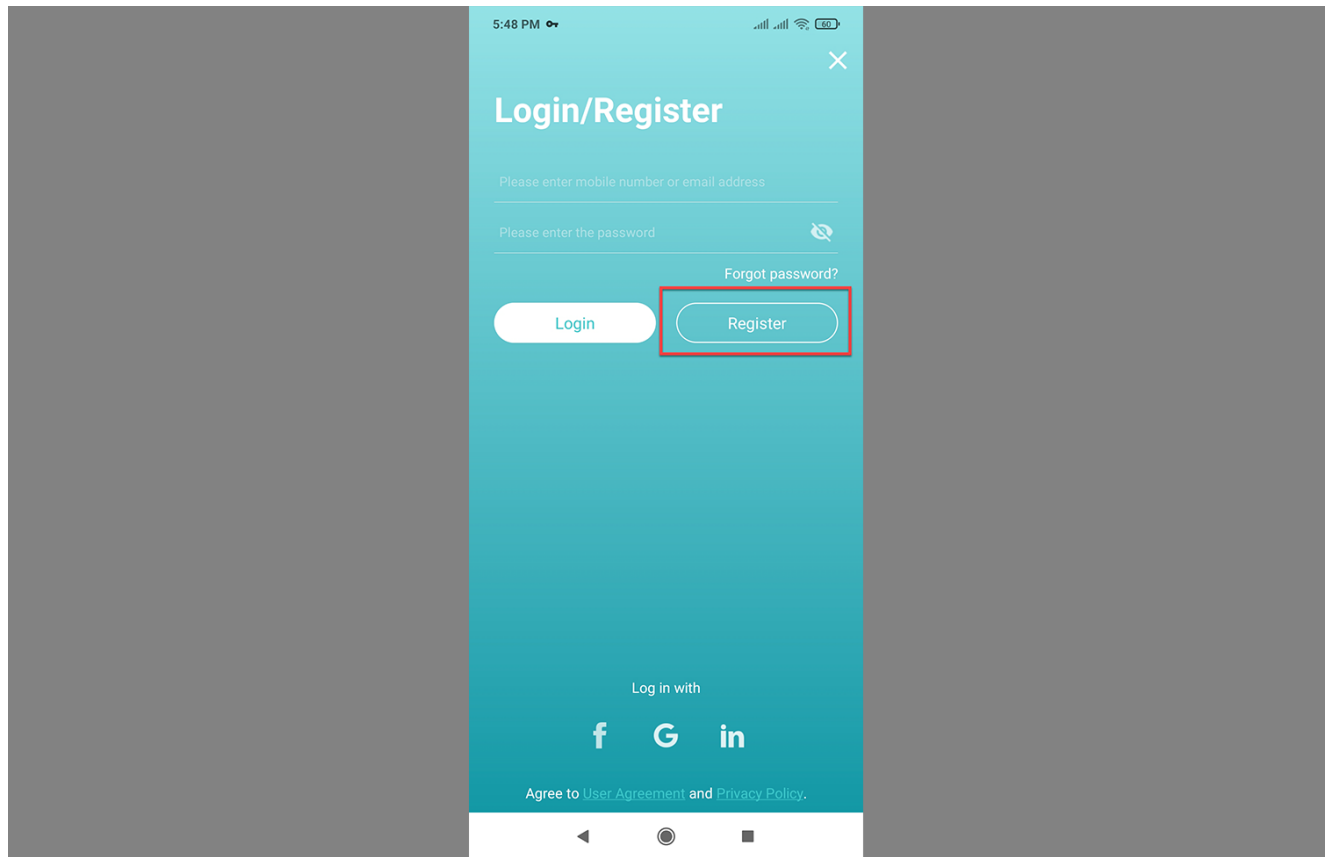 5:48 PM 60
Login/Register
Please enter mobile number or email address
Please enter the password
Forgot password?
Login Register
Log in with
f G in
Agree to User Agreement and Privacy Policy.